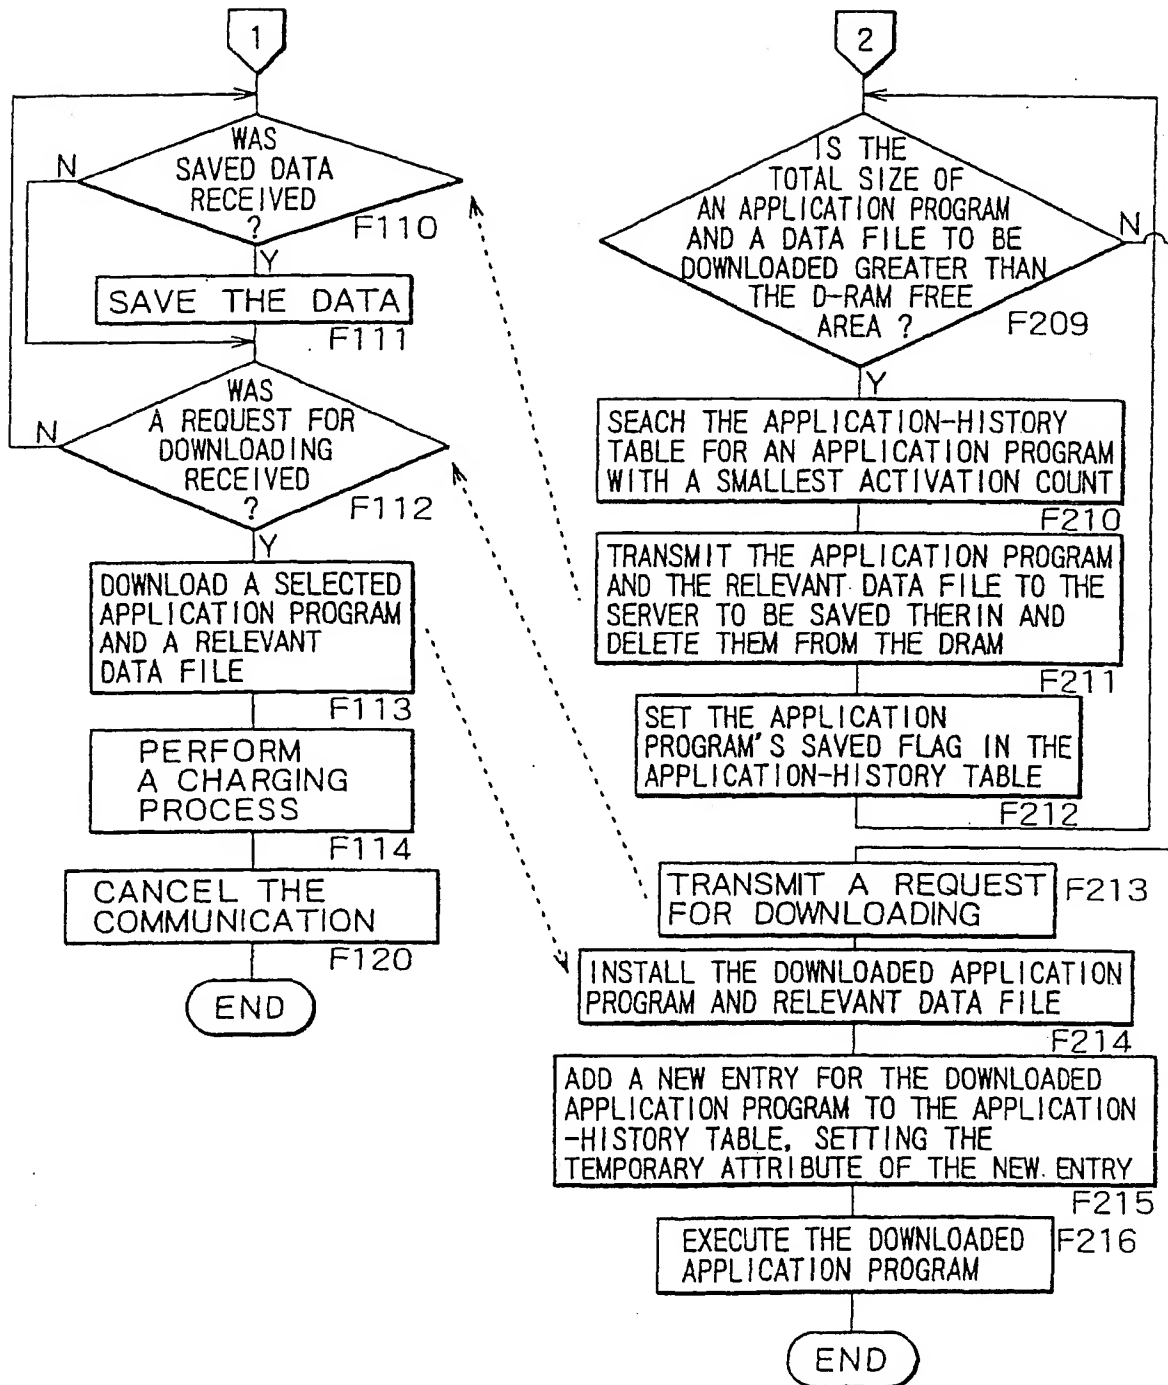 1
WAS
SAVED DATA
RECEIVED
?
N
F110
Y
SAVE THE DATA
F111
WAS
A REQUEST FOR
DOWNLOADING
RECEIVED
?
N
F112
Y
DOWNLOAD A SELECTED
APPLICATION PROGRAM
AND A RELEVANT
DATA FILE
F113
PERFORM
A CHARGING
PROCESS
F114
CANCEL THE
COMMUNICATION
F120
END
2
IS THE
TOTAL SIZE OF
AN APPLICATION PROGRAM
AND A DATA FILE TO BE
DOWNLOADED GREATER THAN
THE D-RAM FREE
AREA ?
N
F209
Y
SEACH THE APPLICATION-HISTORY
TABLE FOR AN APPLICATION PROGRAM
WITH A SMALLEST ACTIVATION COUNT
F210
TRANSMIT THE APPLICATION PROGRAM
AND THE RELEVANT DATA FILE TO THE
SERVER TO BE SAVED THERIN AND
DELETE THEM FROM THE DRAM
F211
SET THE APPLICATION
PROGRAM'S SAVED FLAG IN THE
APPLICATION-HISTORY TABLE
F212
TRANSMIT A REQUEST
FOR DOWNLOADING
F213
INSTALL THE DOWNLOADED APPLICATION
PROGRAM AND RELEVANT DATA FILE
F214
ADD A NEW ENTRY FOR THE DOWNLOADED
APPLICATION PROGRAM TO THE APPLICATION
-HISTORY TABLE, SETTING THE
TEMPORARY ATTRIBUTE OF THE NEW ENTRY
F215
EXECUTE THE DOWNLOADED
APPLICATION PROGRAM
F216
END